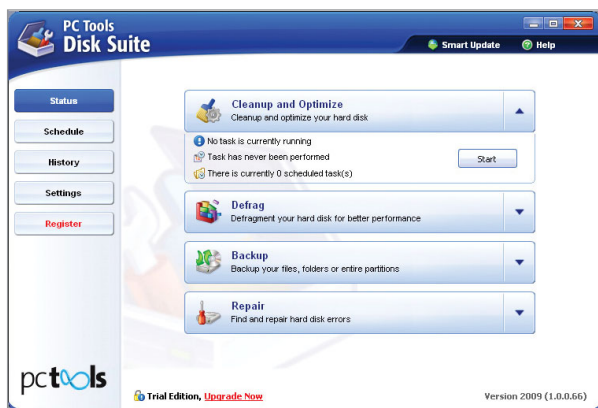 PC Tools
Disk Suite
Smart Update
Help
Status
Schedule
History
Settings
Register
Cleanup and Optimize
Cleanup and optimize your hard disk
No task is currently running
Task has never been performed
There is currently 0 scheduled task(s)
Start
Defrag
Defragment your hard disk for better performance
Backup
Backup your files, folders or entire partitions
Repair
Find and repair hard disk errors
pctools
Trial Edition, Upgrade Now
Version 2009 (1.0.0.66)